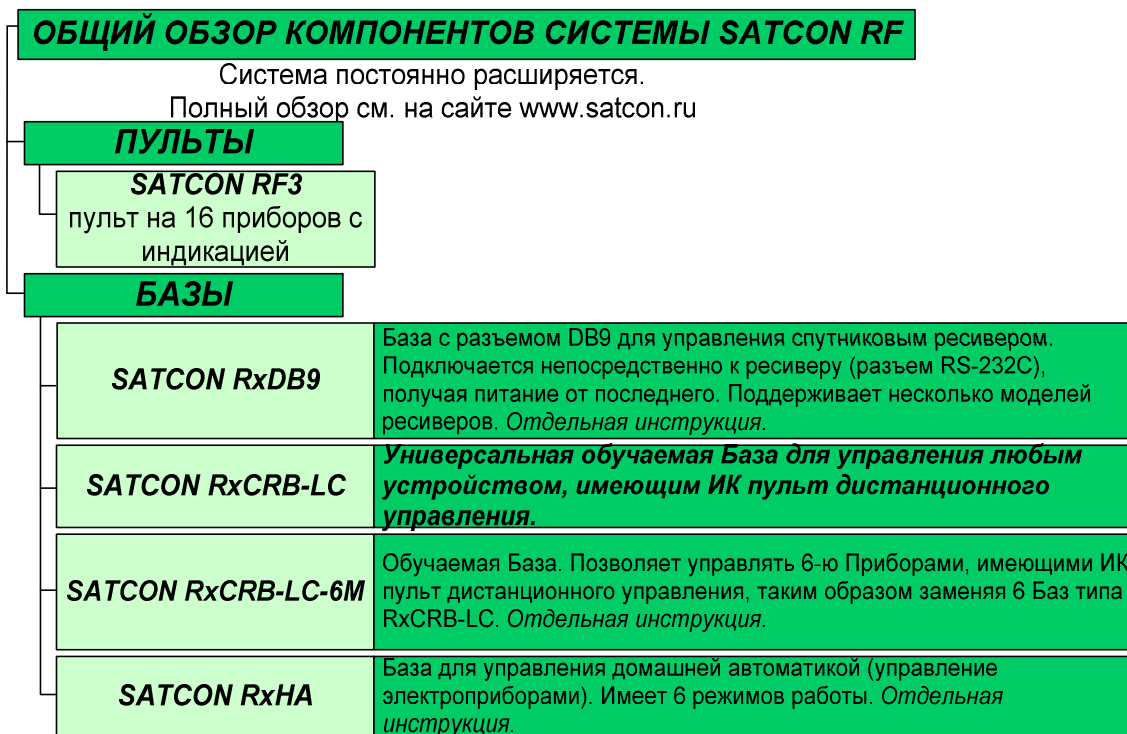 ОБЩИЙ ОБЗОР КОМПОНЕНТОВ СИСТЕМЫ SATCON RF
Система постоянно расширяется.
Полный обзор см. на сайте www.satcon.ru
ПУЛЬТЫ
SATCON RF3
пульт на 16 приборов с
индикацией
БАЗЫ
SATCON RxDB9
База с разъемом DB9 для управления спутниковым ресивером.
Подключается непосредственно к ресиверу (разъем RS-232C),
получая питание от последнего. Поддерживает несколько моделей
ресиверов. Отдельная инструкция.
SATCON RxCRB-LC
Универсальная обучаемая База для управления любым
устройством, имеющим ИК пульт дистанционного
управления.
SATCON RxCRB-LC-6M
Обучаемая База. Позволяет управлять 6-ю Приборами, имеющими ИК
пульт дистанционного управления, таким образом заменяя 6 Баз типа
RxCRB-LC. Отдельная инструкция.
SATCON RxHA
База для управления домашней автоматикой (управление
электроприборами). Имеет 6 режимов работы. Отдельная
инструкция.